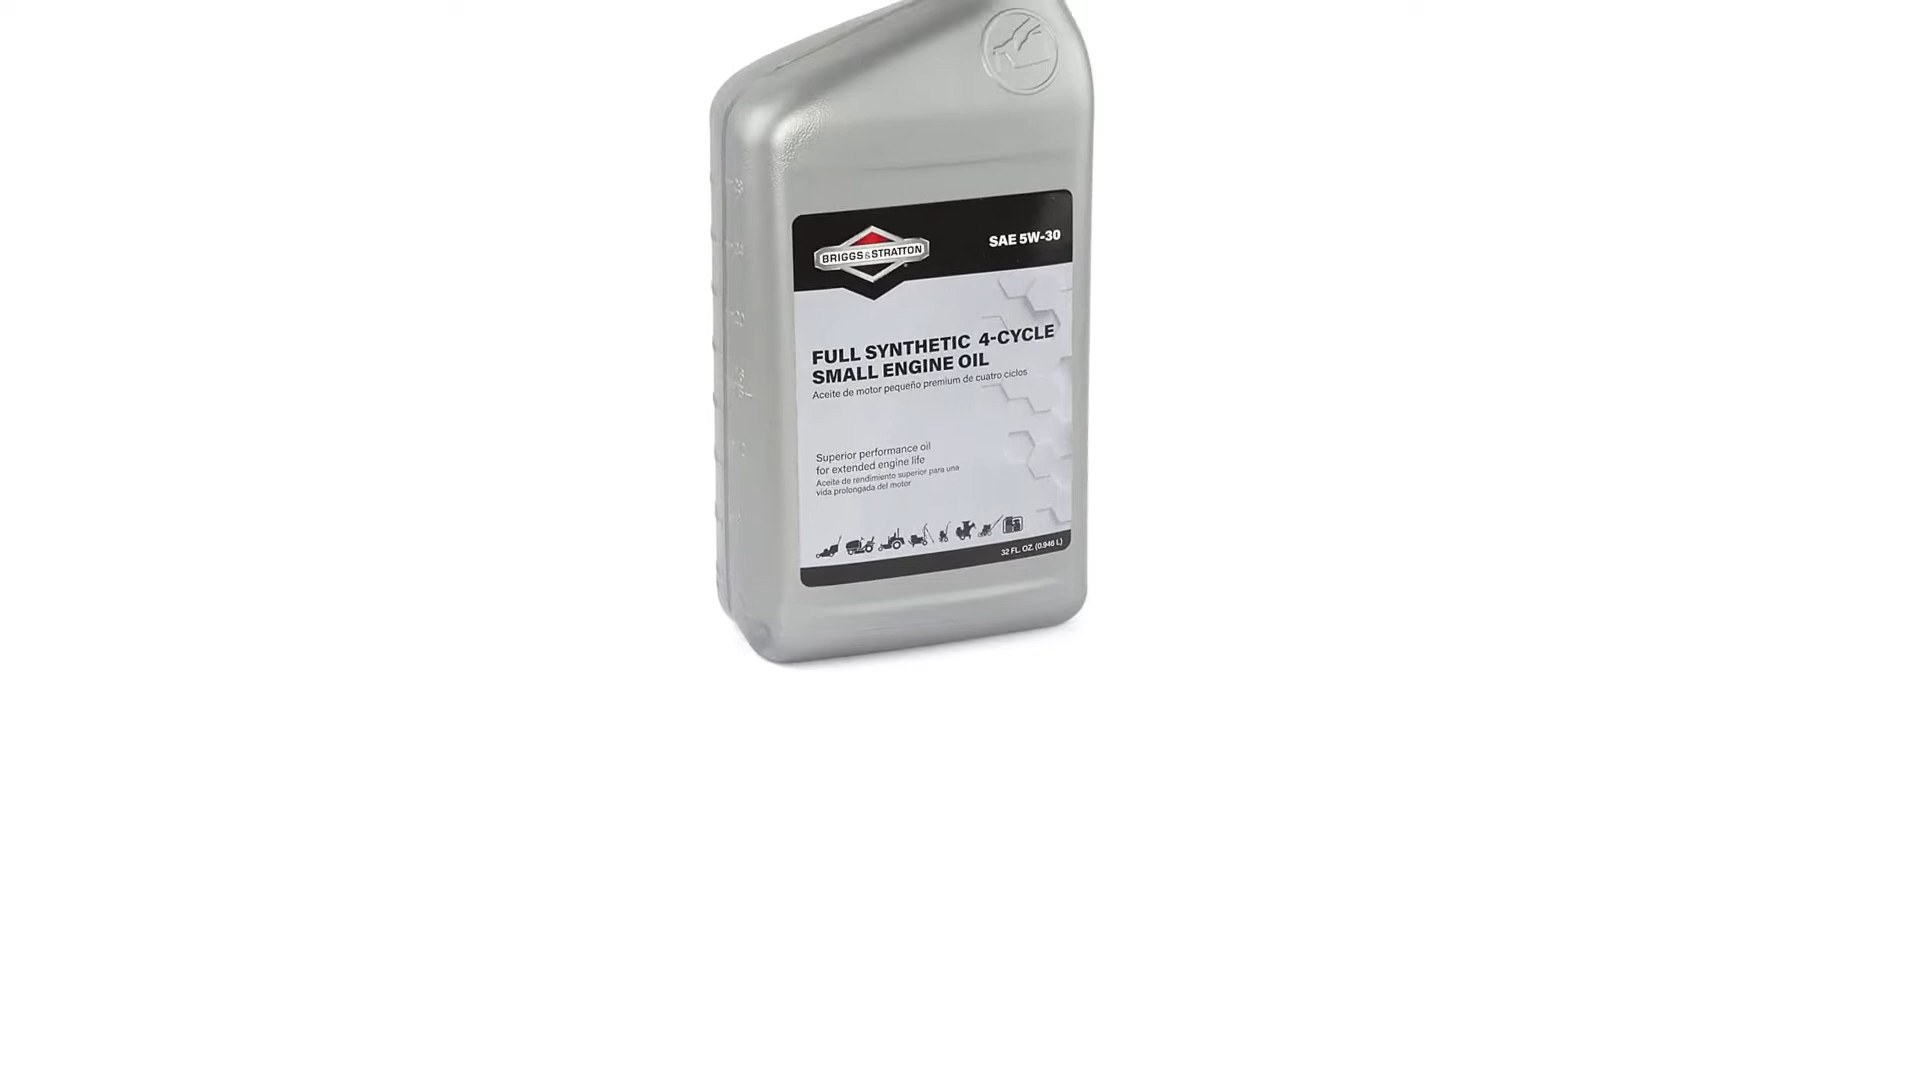 BRIGGS & STRATTON
SAE 5W-30
FULL SYNTHETIC 4-CYCLE
SMALL ENGINE OIL
Aceite de motor pequeño premium de cuatro ciclos
Superior performance oil
for extended engine life
Aceite de rendimiento superior para una
vida prolongada del motor
32 FL. OZ. (0.946 L)